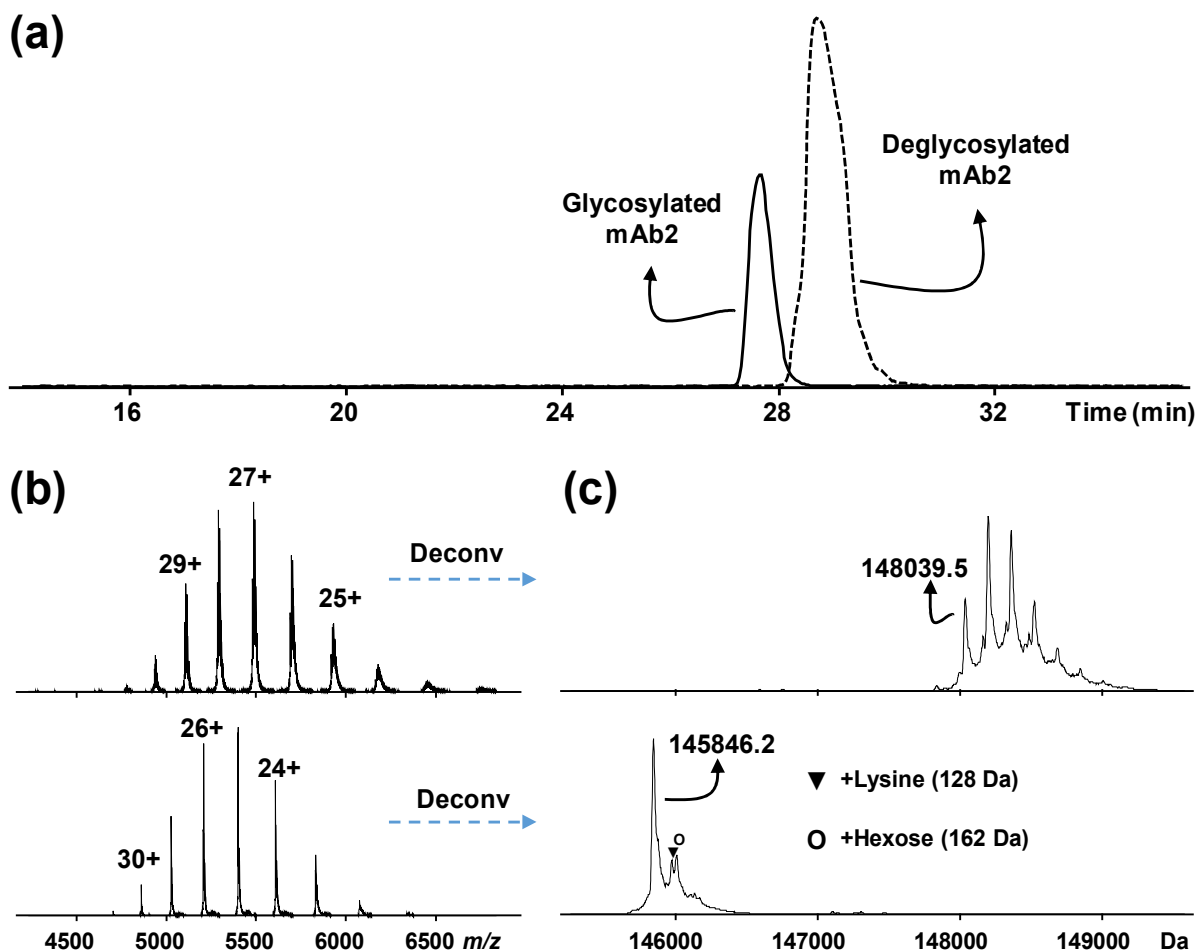 (a)
Deglycosylated
mAb2
Glycosylated
mAb2
16 20 24 28 32 Time (min)
(b)
27+
29+
25+
Deconv
(c)
148039.5
26+
24+
30+
Deconv
145846.2
O
▼ +Lysine (128 Da)
O +Hexose (162 Da)
4500 5000 5500 6000 6500 m/z
146000 147000 148000 149000 Da